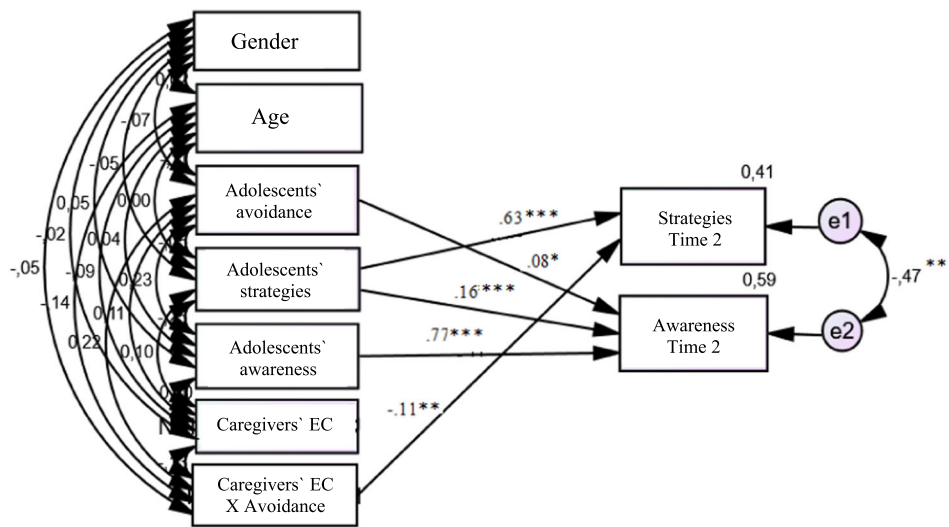 Gender
Age
Adolescents`
avoidance
Adolescents`
strategies
Adolescents`
awareness
Caregivers` EC
Caregivers` EC
X Avoidance
-,07
-,05
0,05
0,00
-,02
0,04
-,05
-,09
0,23
-,14
0,11
0,22
0,10
.63***
.08*
.16***
.77***
-.11**
0,41
Strategies
Time 2
0,59
Awareness
Time 2
e1
e2
-,47 **